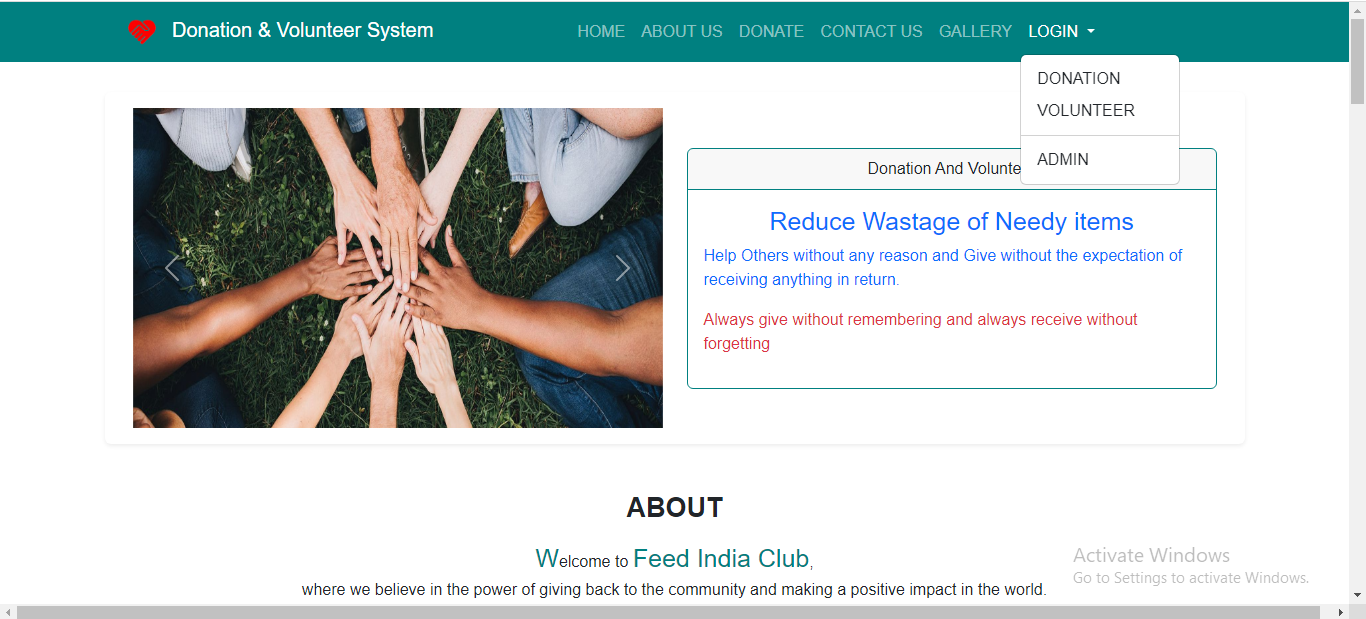 Donation & Volunteer System
HOME ABOUT US DONATE CONTACT US GALLERY LOGIN
DONATION
VOLUNTEER
ADMIN
Donation And Volunte
Reduce Wastage of Needy items
Help Others without any reason and Give without the expectation of
receiving anything in return.
Always give without remembering and always receive without
forgetting
ABOUT
Welcome to Feed India Club,
where we believe in the power of giving back to the community and making a positive impact in the world.
Activate Windows
Go to Settings to activate Windows.